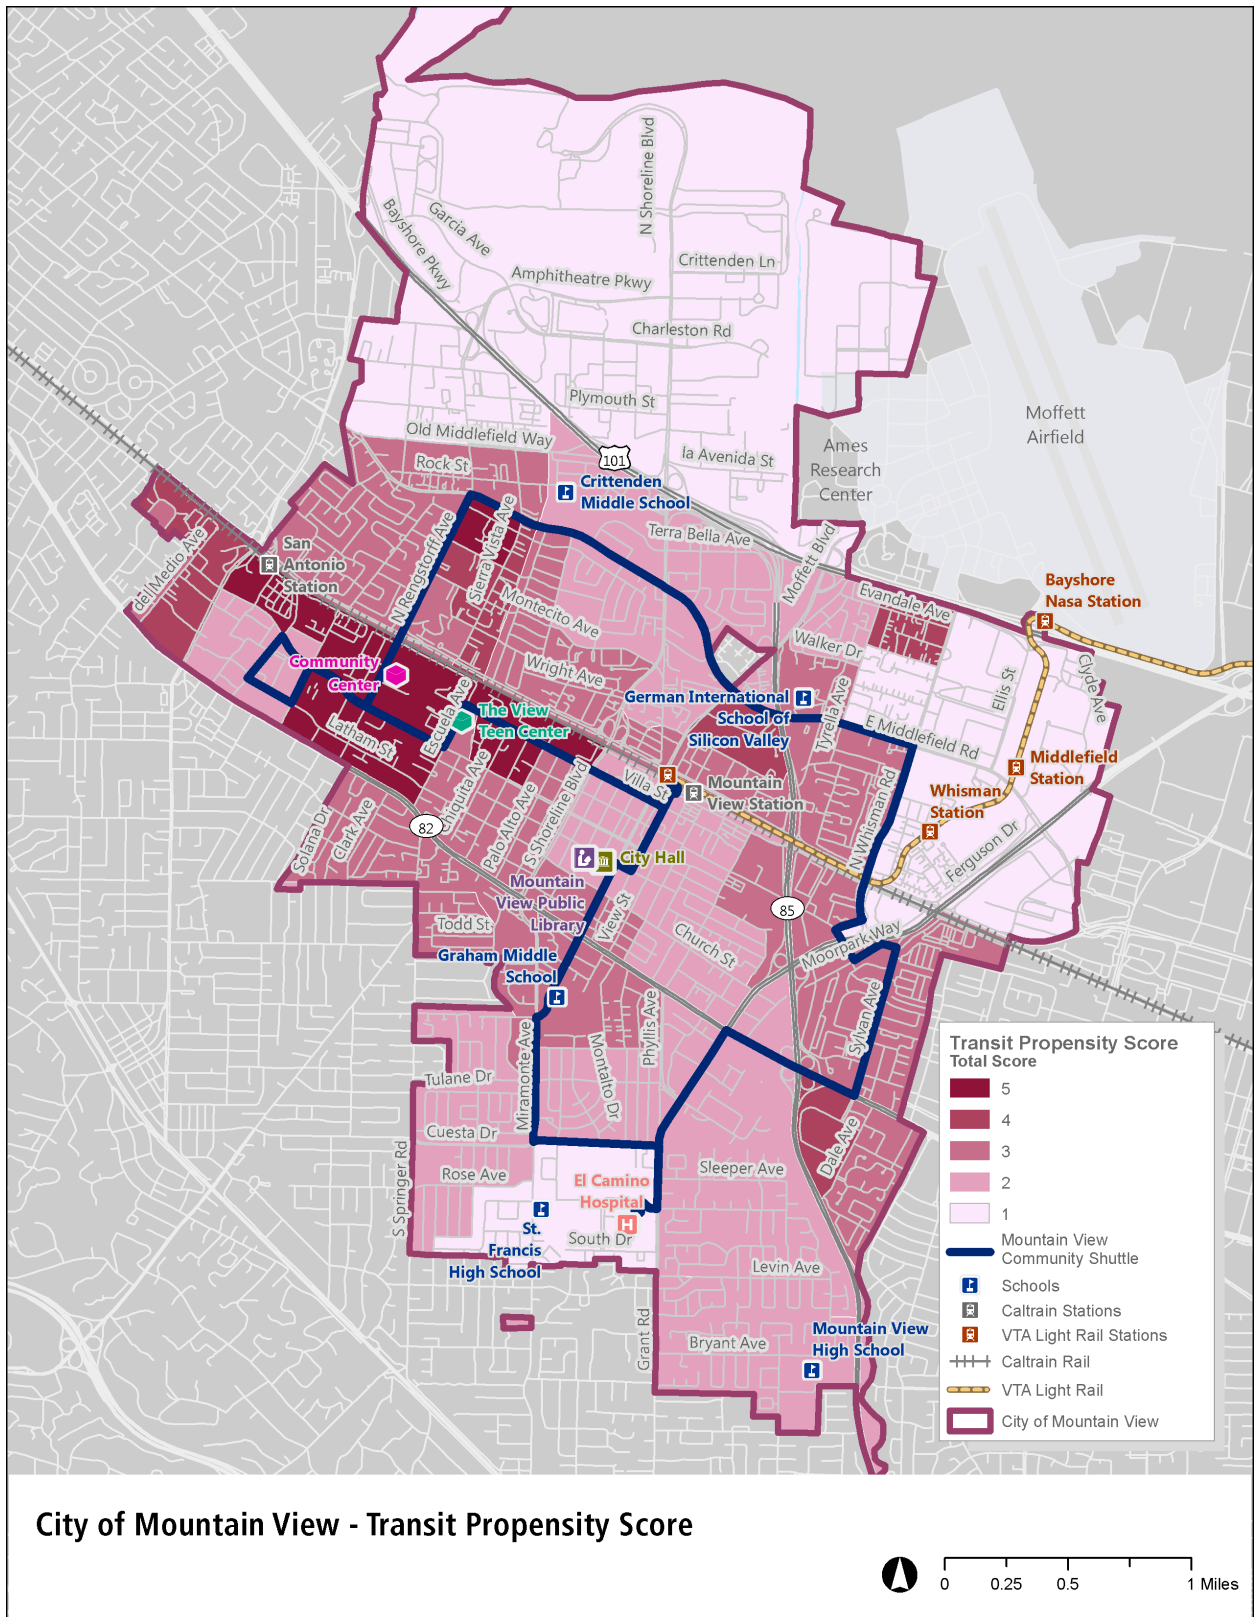 N Shoreline Blvd
Garcia Ave
Bayshore Pkwy
Crittenden Ln
Amphitheatre Pkwy
Charleston Rd
Plymouth St
Old Middlefield Way
Rock St
101
la Avenida St
Crittenden
Middle School
Moffett
Airfield
Ames
Research
Center
Terra Bella Ave
Moffett Blvd
San
Antonio
Station
N Rengstorff Ave
Sierra Vista Ave
delMedio Ave
Montecito Ave
Evandale Ave
Bayshore
Nasa Station
Walker Dr
Wright Ave
Community
Center
Ellis St
Clyde Ave
German International
School of
Silicon Valley
Tyrella Ave
Escuela Ave
The View
Teen Center
Latham St
E Middlefield Rd
Middlefield
Station
Villa St
Mountain
View Station
Whisman
Station
N Whisman Rd
Chiquita Ave
Palo Alto Ave
S Shoreline Blvd
Solana Dr
Clark Ave
82
Ferguson Dr
City Hall
Mountain
View Public
Library
View St
85
Todd St
Church St
Moorpark Way
Graham Middle
School
Sylvan Ave
Phyllis Ave
Miramonte Ave
Montalto Dr
Tulane Dr
Cuesta Dr
Dale Ave
Rose Ave
S Springer Rd
Sleeper Ave
El Camino
Hospital
St.
Francis
High School
South Dr
Levin Ave
Grant Rd
Bryant Ave
Mountain View
High School
Transit Propensity Score
Total Score
5
4
3
2
1
Mountain View
Community Shuttle
Schools
Caltrain Stations
VTA Light Rail Stations
Caltrain Rail
VTA Light Rail
City of Mountain View
City of Mountain View - Transit Propensity Score
0 0.25 0.5 1 Miles